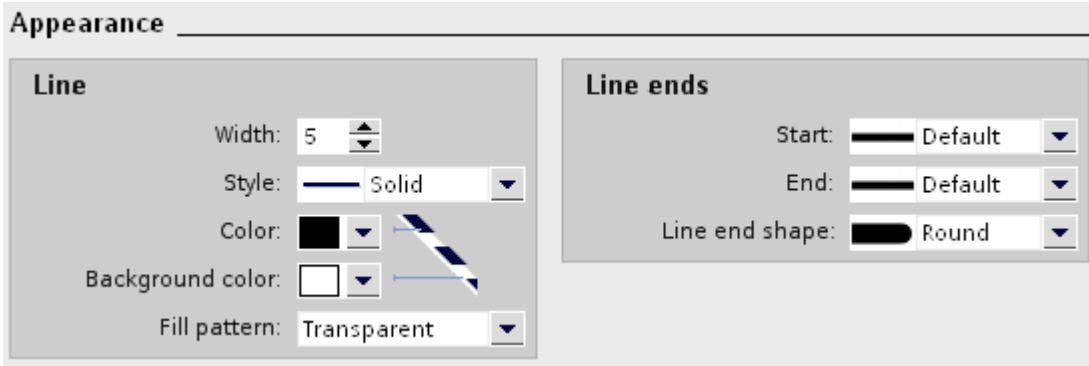 Appearance
Line
Width: 5
Style: Solid
Color:
Background color:
Fill pattern: Transparent
Line ends
Start: Default
End: Default
Line end shape: Round